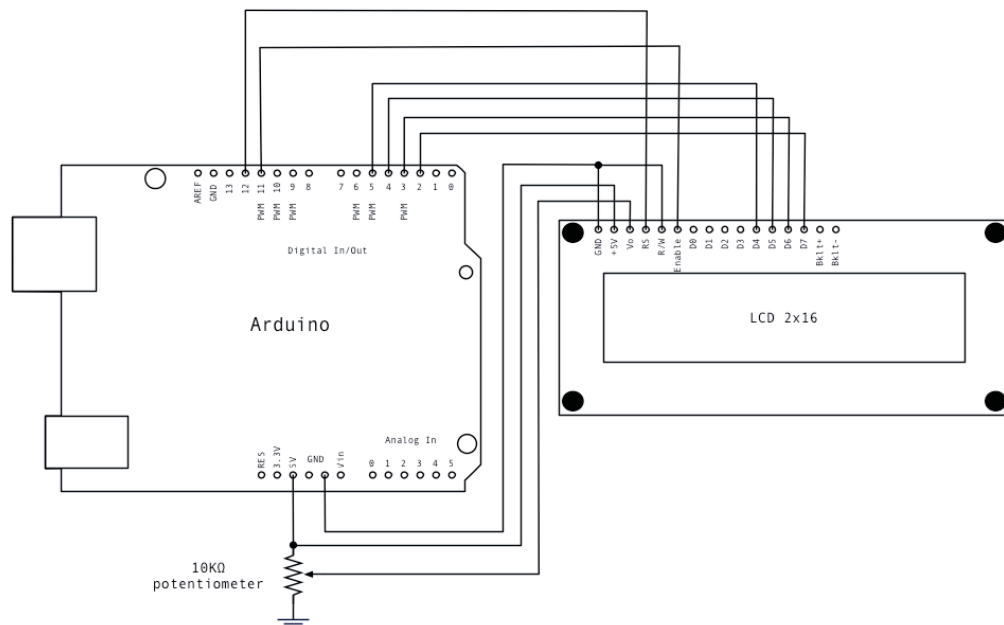 AREF GND 13 12 11 10 9 8 7 6 5 4 3 2 1 0
PWM PWM PWM PWM PWM PWM
Digital In/Out
Arduino
GND +5V Vo RS R/W Enable D0 D1 D2 D3 D4 D5 D6 D7 Bklt+ Bklt-
LCD 2x16
Analog In
RES 3.3V 5V GND Vin 0 1 2 3 4 5
10KΩ
potentiometer